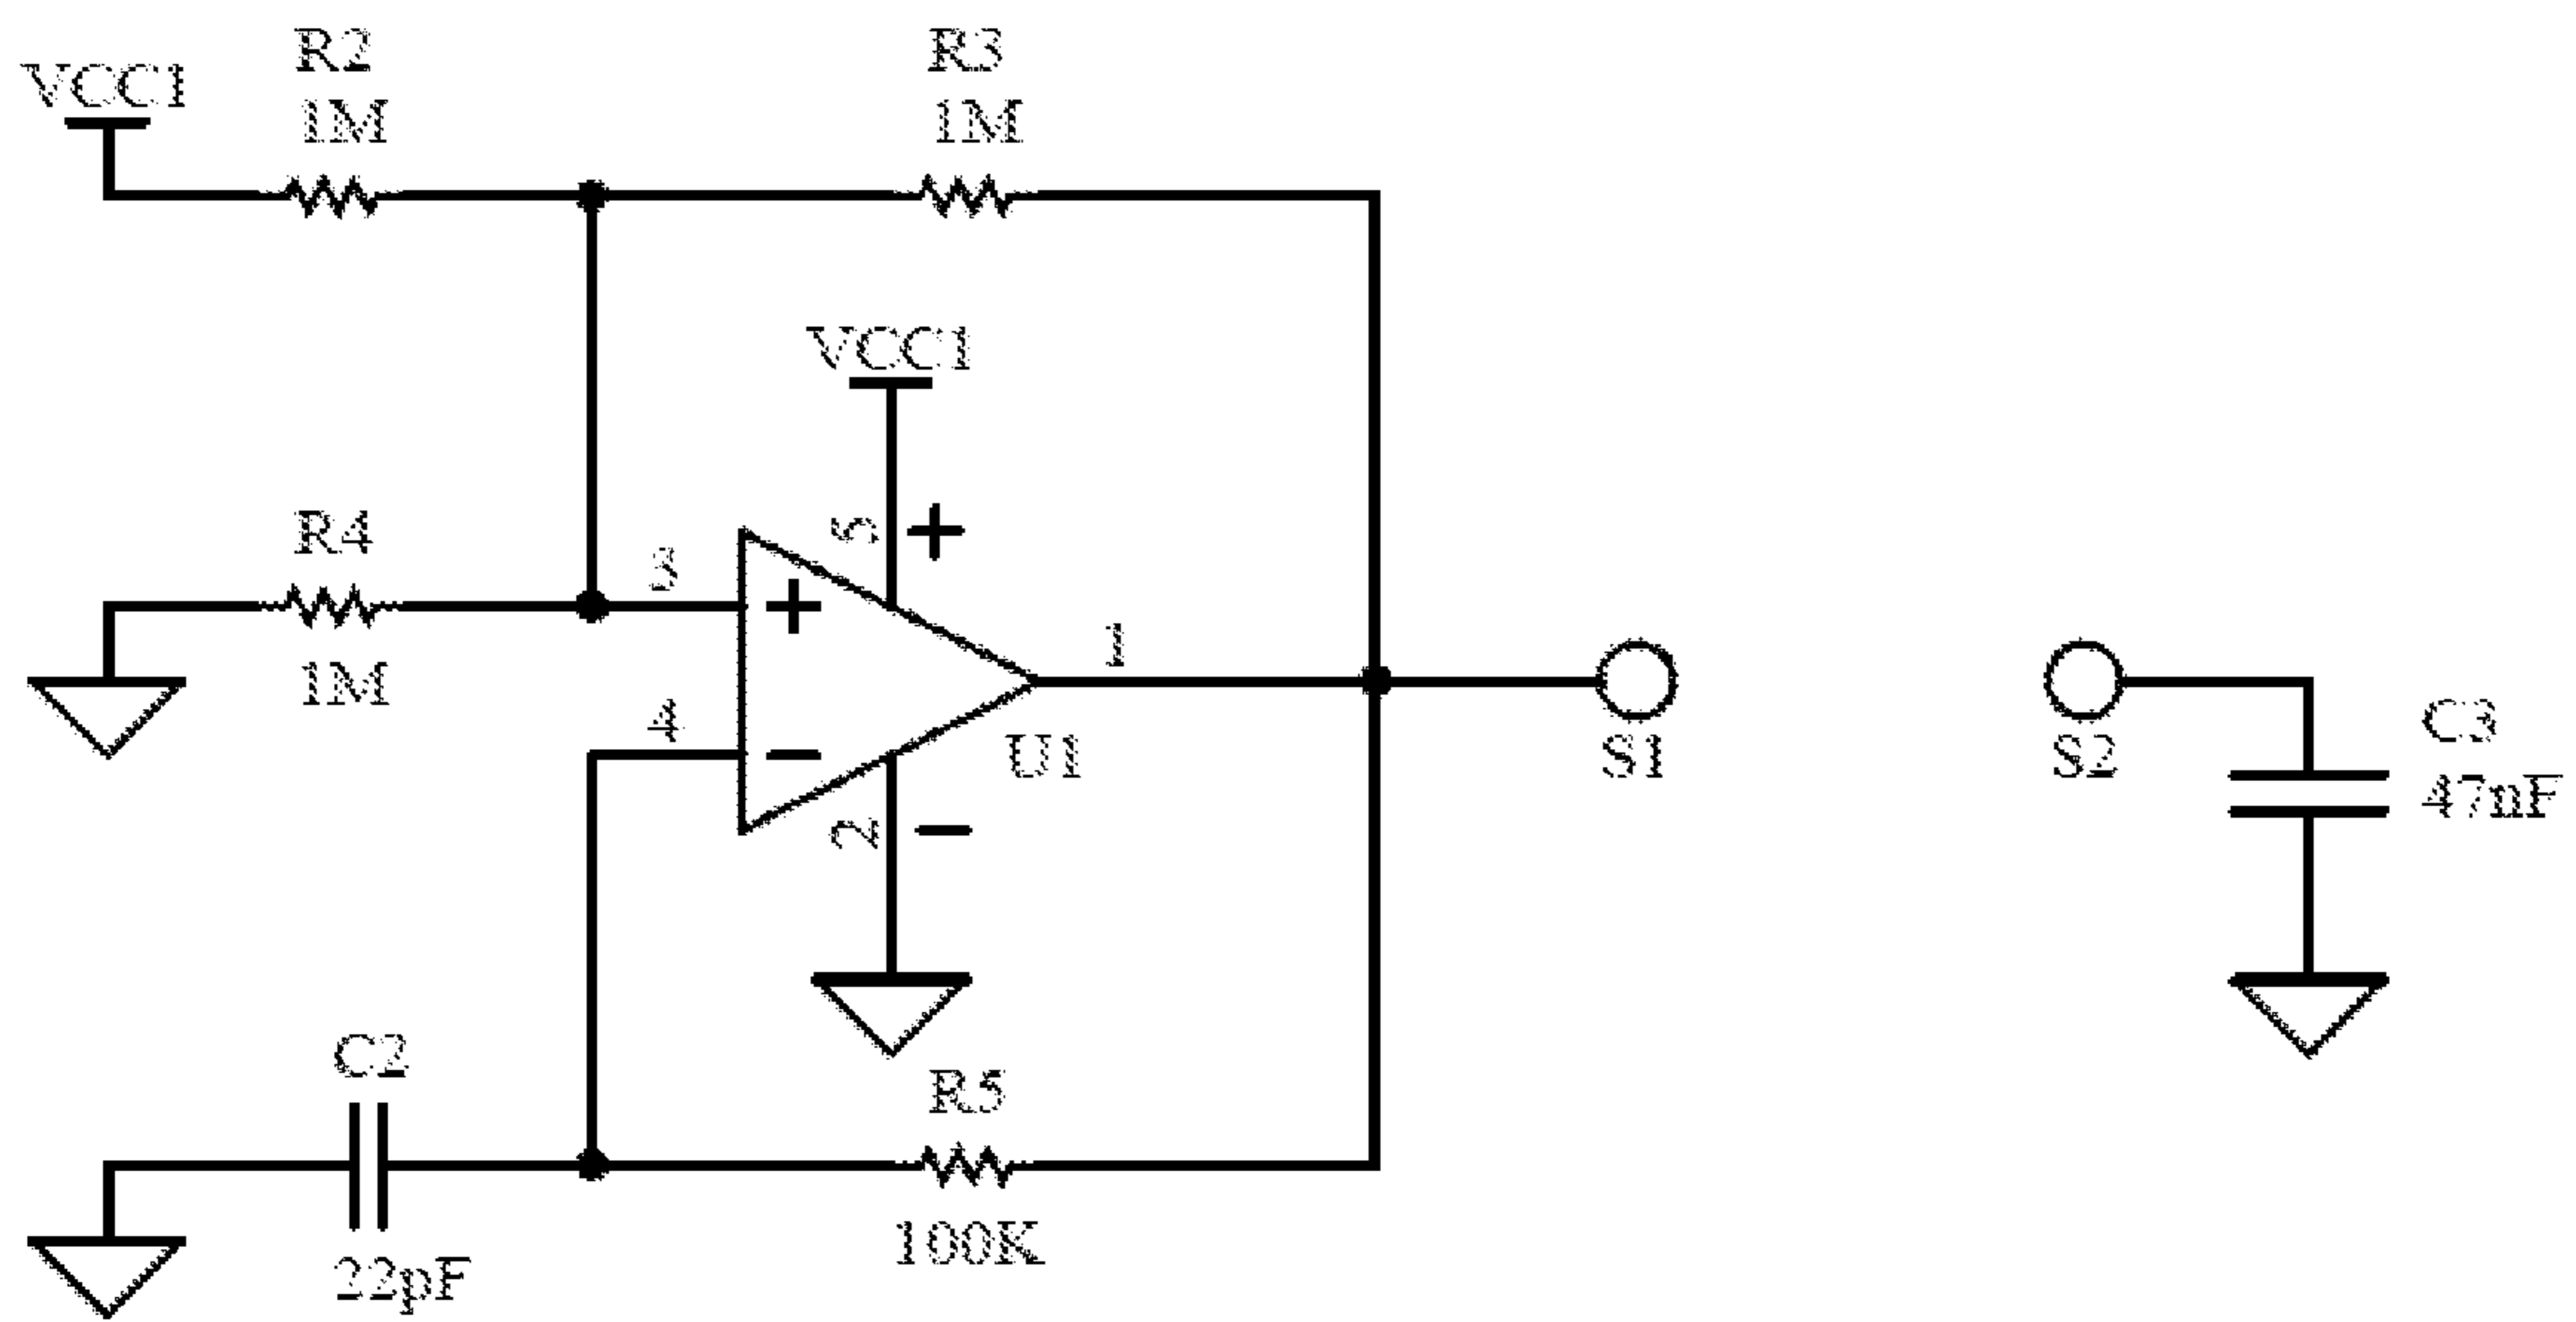 VCC1
R2
1M
R3
1M
VCC1
5
+
R4
1M
3
+
4
−
1
U1
2
−
S1
S2
C3
47nF
C2
22pF
R5
100K